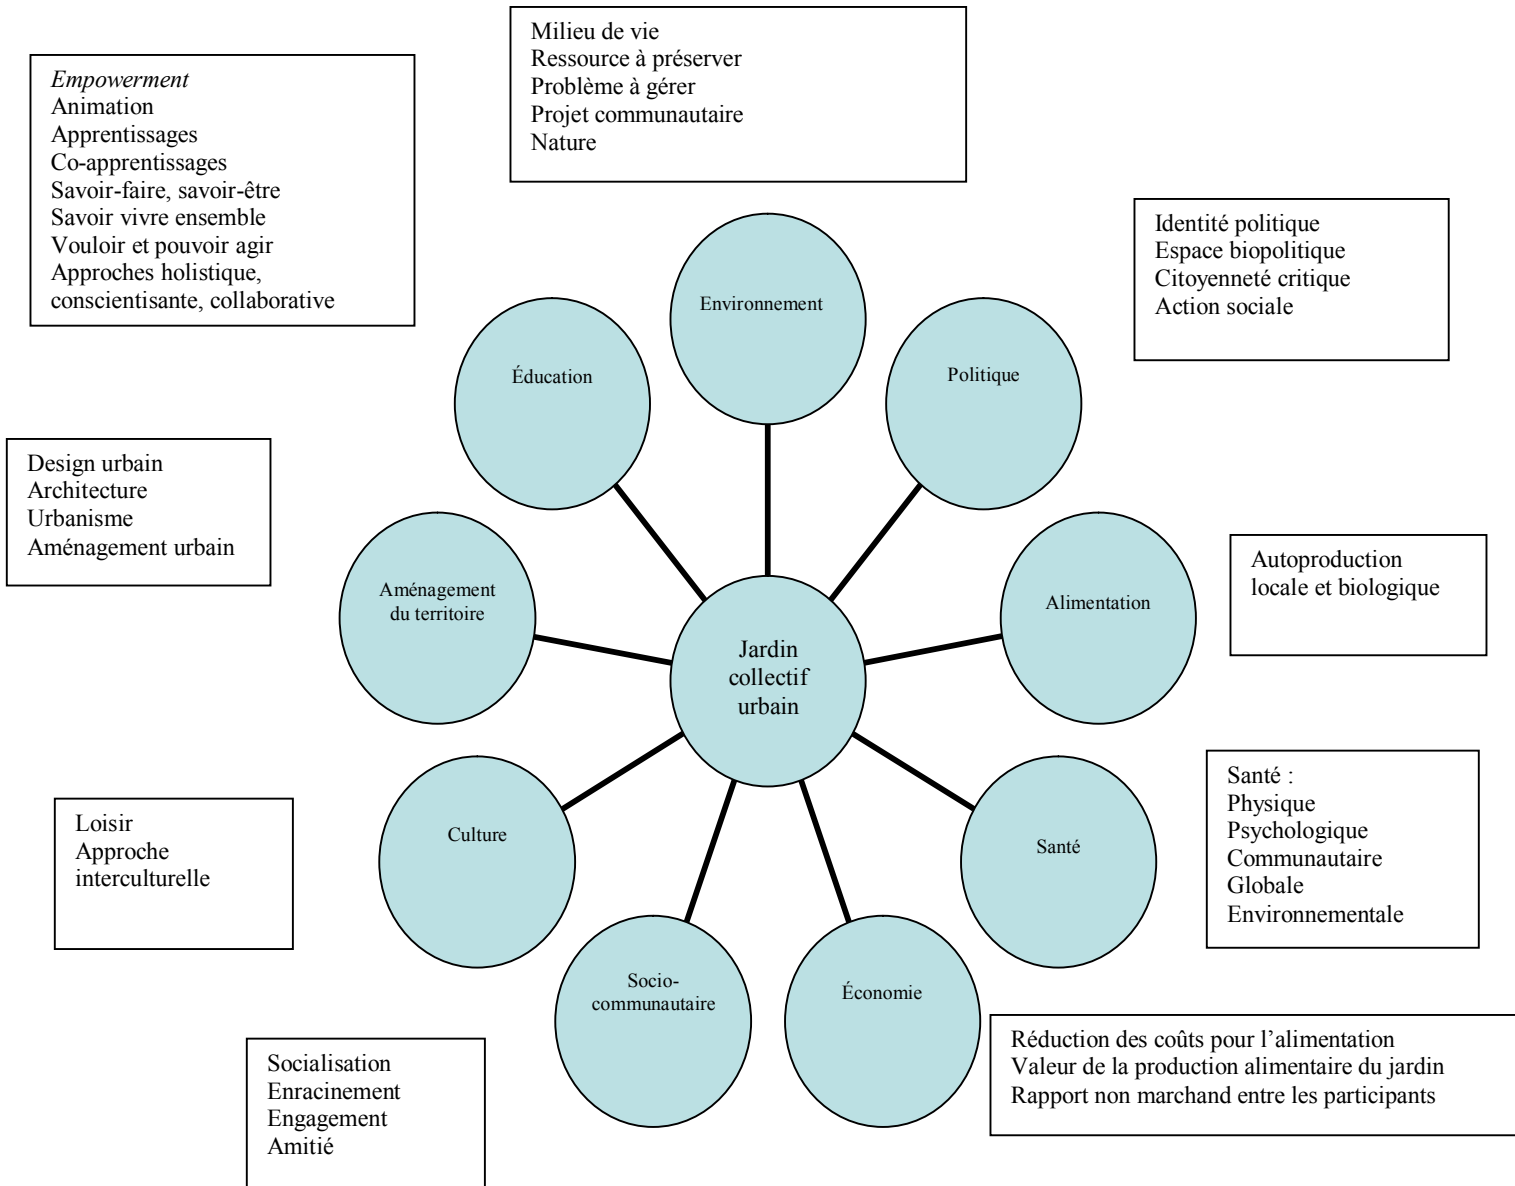 Milieu de vie
Ressource à préserver
Problème à gérer
Projet communautaire
Nature
Empowerment
Animation
Apprentissages
Co-apprentissages
Savoir-faire, savoir-être
Savoir vivre ensemble
Vouloir et pouvoir agir
Approches holistique,
conscientisante, collaborative
Identité politique
Espace biopolitique
Citoyenneté critique
Action sociale
Environnement
Éducation
Politique
Design urbain
Architecture
Urbanisme
Aménagement urbain
Aménagement
du territoire
Alimentation
Autoproduction
locale et biologique
Jardin
collectif
urbain
Loisir
Approche
interculturelle
Culture
Santé
Santé :
Physique
Psychologique
Communautaire
Globale
Environnementale
Socio-
communautaire
Économie
Socialisation
Enracinement
Engagement
Amitié
Réduction des coûts pour l’alimentation
Valeur de la production alimentaire du jardin
Rapport non marchand entre les participants